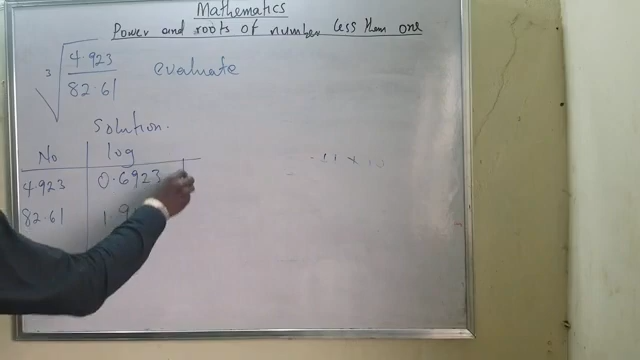 Mathematics
Power and roots of number less than one
3√ 4.923 / 82.61 evaluate
Solution.
No log
4.923 0.6923
82.61 1.9